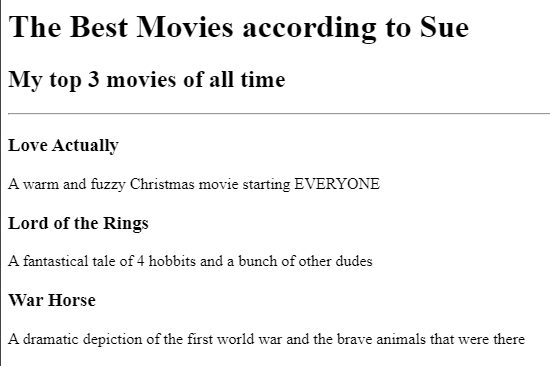 The Best Movies according to Sue
My top 3 movies of all time
Love Actually
A warm and fuzzy Christmas movie starting EVERYONE
Lord of the Rings
A fantastical tale of 4 hobbits and a bunch of other dudes
War Horse
A dramatic depiction of the first world war and the brave animals that were there